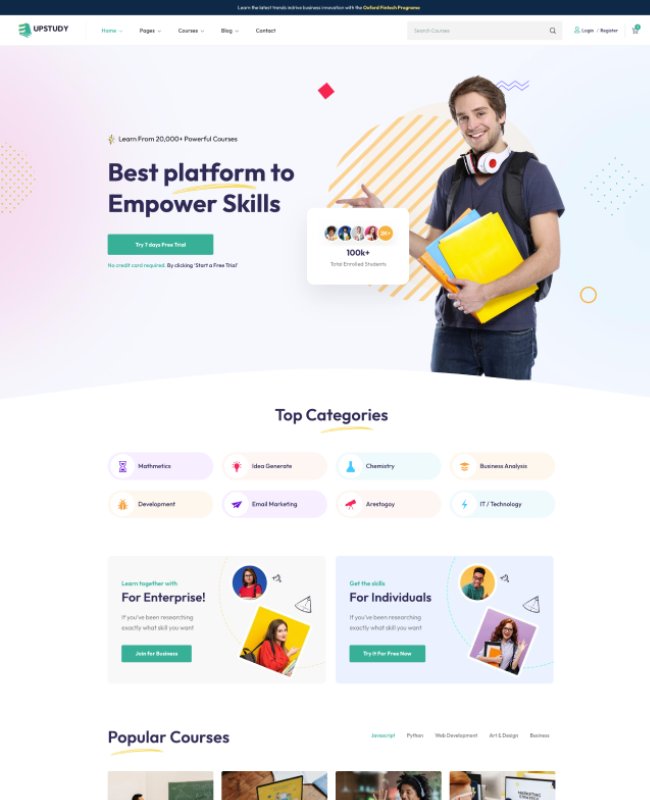 Learn the latest trends indrive business innovation with the Oxford Fintech Programe
UPSTUDY
Home
Pages
Courses
Blog
Contact
Search Courses
Login / Register
Learn From 20,000+ Powerful Courses
Best platform to
Empower Skills
Try 7 days Free Trial
No credit card required. By clicking 'Start a Free Trial'
100k+
Total Enrolled Students
Top Categories
Mathmetics
Idea Generate
Chemistry
Business Analysis
Development
Email Marketing
Arestogoy
IT / Technology
Learn together with
For Enterprise!
If you've been researching
exactly what skill you want
Join for Business
Get the skills
For Individuals
If you've been researching
exactly what skill you want
Try It For Free Now
Popular Courses
Javascript
Python
Web Development
Art & Design
Business
MARKETING
STRATEGY